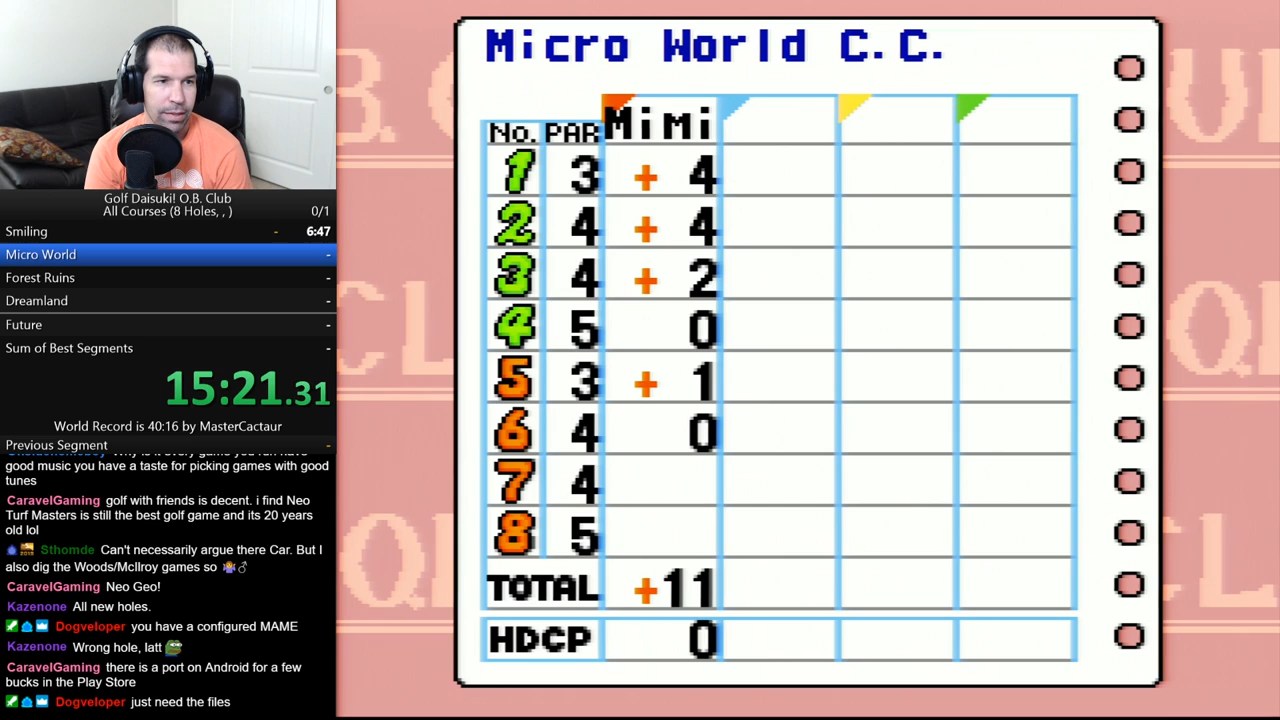 Golf Daisuki! O.B. Club
All Courses (8 Holes, , ) 0/1
Smiling - 6:47
Micro World -
Forest Ruins -
Dreamland -
Future -
Sum of Best Segments -
15:21.31
World Record is 40:16 by MasterCactaur
Previous Segment -
good music you have a taste for picking games with good
tunes
CaravelGaming golf with friends is decent. i find Neo
Turf Masters is still the best golf game and its 20 years
old lol
Sthomde Can't necessarily argue there Car. But I
also dig the Woods/McIlroy games so 🤷‍♂️
CaravelGaming Neo Geo!
Kazenone All new holes.
Dogveloper you have a configured MAME
Kazenone Wrong hole, latt
CaravelGaming there is a port on Android for a few
bucks in the Play Store
Dogveloper just need the files
Micro World C.C.
No. PAR Mimi
1 3 + 4
2 4 + 4
3 4 + 2
4 5 0
5 3 + 1
6 4 0
7 4
8 5
TOTAL +11
HDCP 0